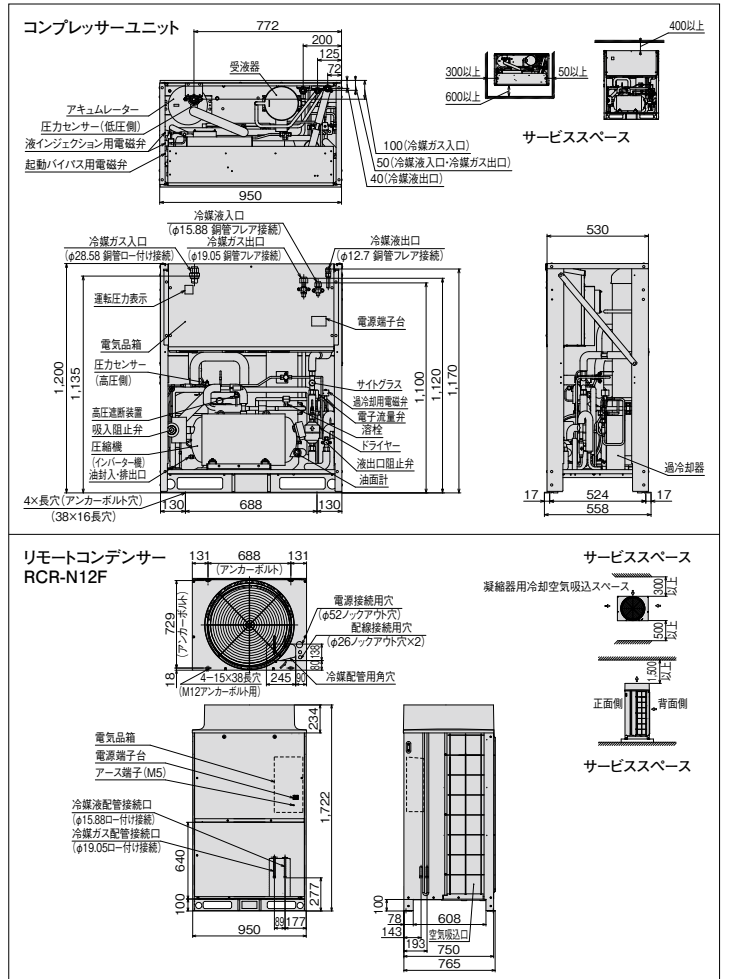 コンプレッサーユニット
772
200
125
72
受液器
アキュムレーター
圧力センサー(低圧側)
液インジェクション用電磁弁
起動バイパス用電磁弁
100(冷媒ガス入口)
50(冷媒液入口・冷媒ガス出口)
40(冷媒液出口)
950
400以上
300以上
50以上
600以上
サービススペース
冷媒液入口
(φ15.88 銅管フレア接続)
冷媒ガス入口
(φ28.58 銅管ロー付け接続)
冷媒ガス出口
(φ19.05 銅管フレア接続)
冷媒液出口
(φ12.7 銅管フレア接続)
運転圧力表示
電源端子台
電気品箱
圧力センサー
(高圧側)
高圧遮断装置
吸入阻止弁
圧縮機
(インバーター機)
油封入・排出口
サイトグラス
過冷却用電磁弁
電子流量弁
溶栓
ドライヤー
液出口阻止弁
油面計
1,200
1,135
1,100
1,120
1,170
4×長穴(アンカーボルト穴)
(38×16長穴)
130
688
130
530
過冷却器
17
524
17
558
リモートコンデンサー
RCR-N12F
131
688
131
(アンカーボルト)
729
(アンカーボルト)
18
4−15×38長穴
(M12アンカーボルト用)
245
90
80
138
電源接続用穴
(φ52ノックアウト穴)
配線接続用穴
(φ26ノックアウト穴×2)
冷媒配管用角穴
サービススペース
凝縮器用冷却空気吸込スペース
300以上
500以上
1,500以上
正面側
背面側
サービススペース
電気品箱
電源端子台
アース端子(M5)
冷媒液配管接続口
(φ15.88ロー付け接続)
冷媒ガス配管接続口
(φ19.05ロー付け接続)
234
1,722
640
277
100
89
177
950
100
78
608
143
空気吸込口
193
750
765